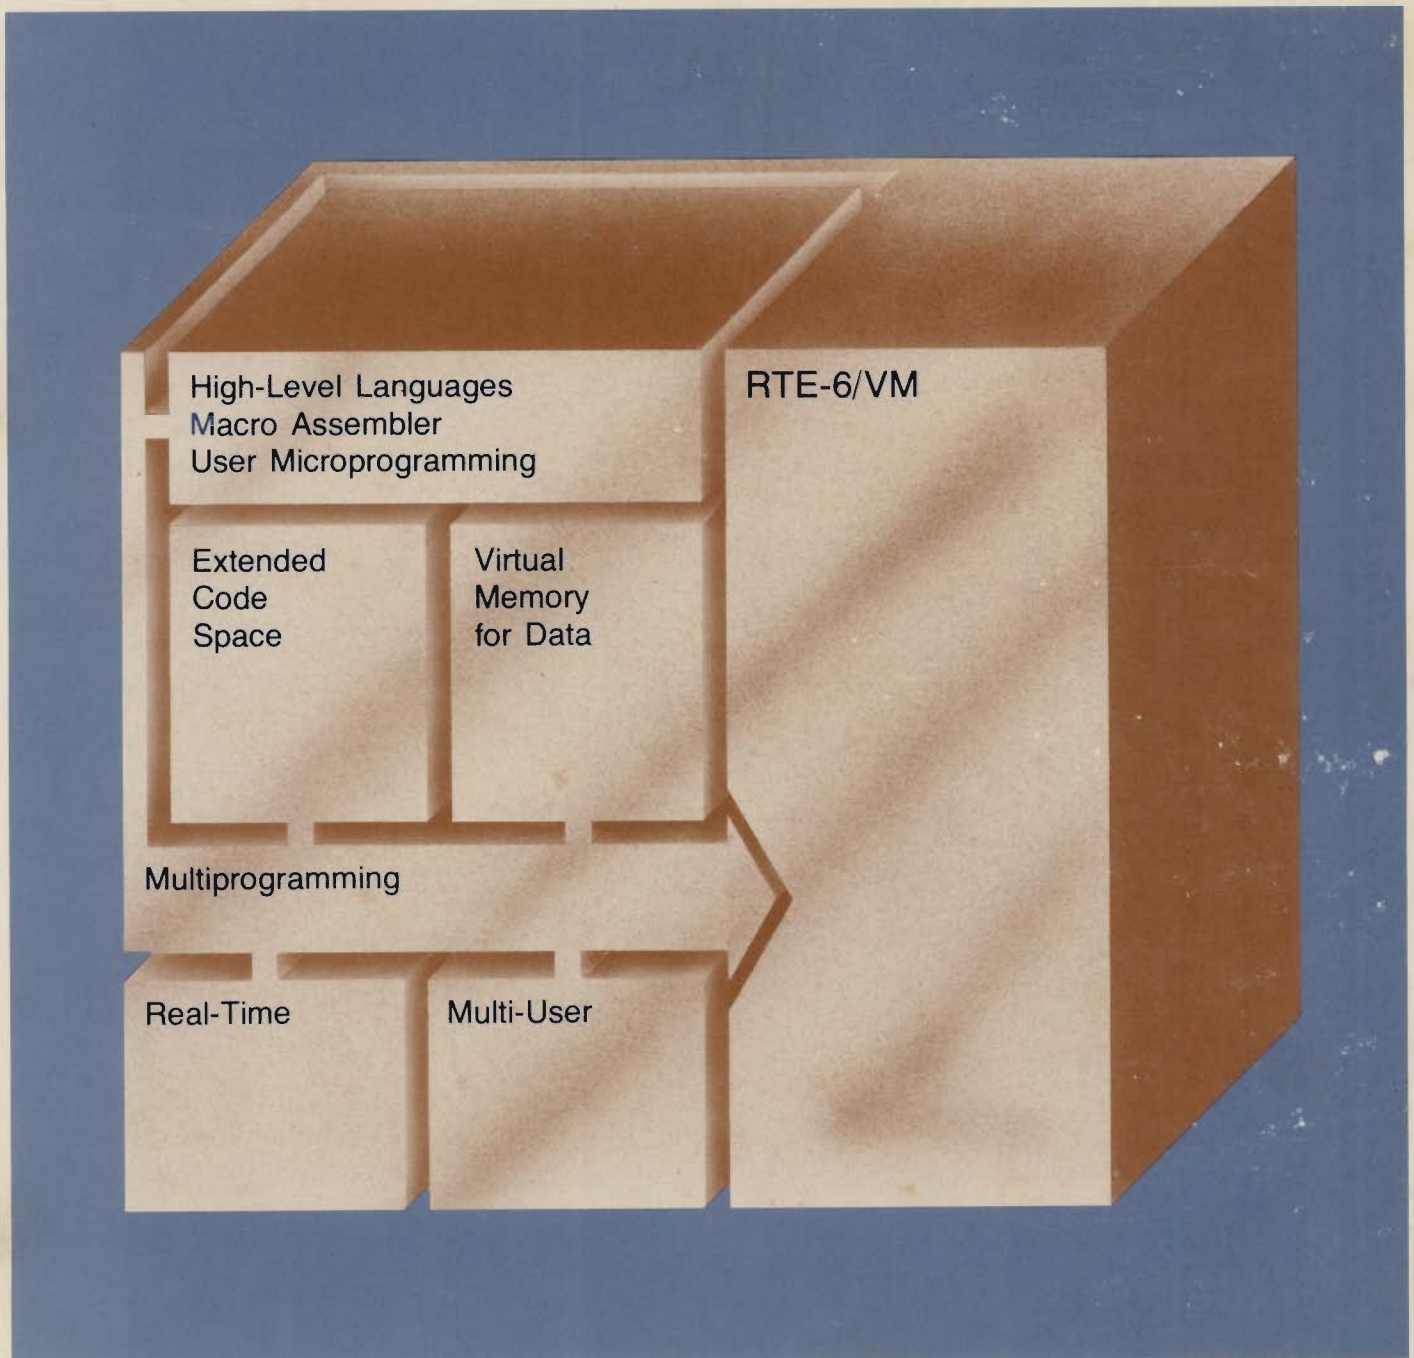 High-Level Languages
Macro Assembler
User Microprogramming
RTE-6/VM
Extended
Code
Space
Virtual
Memory
for Data
Multiprogramming
Real-Time
Multi-User